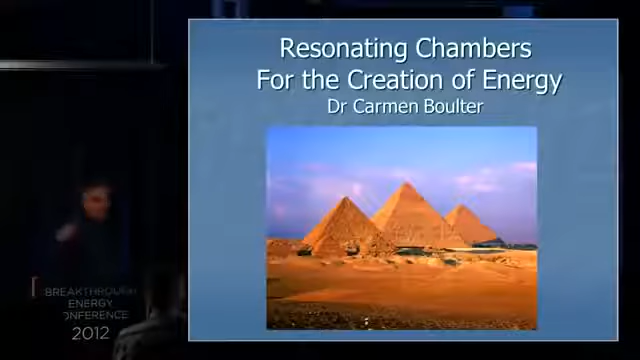 Resonating Chambers
For the Creation of Energy
Dr Carmen Boulter
BREAKTHROUGH
ENERGY
CONFERENCE
2012